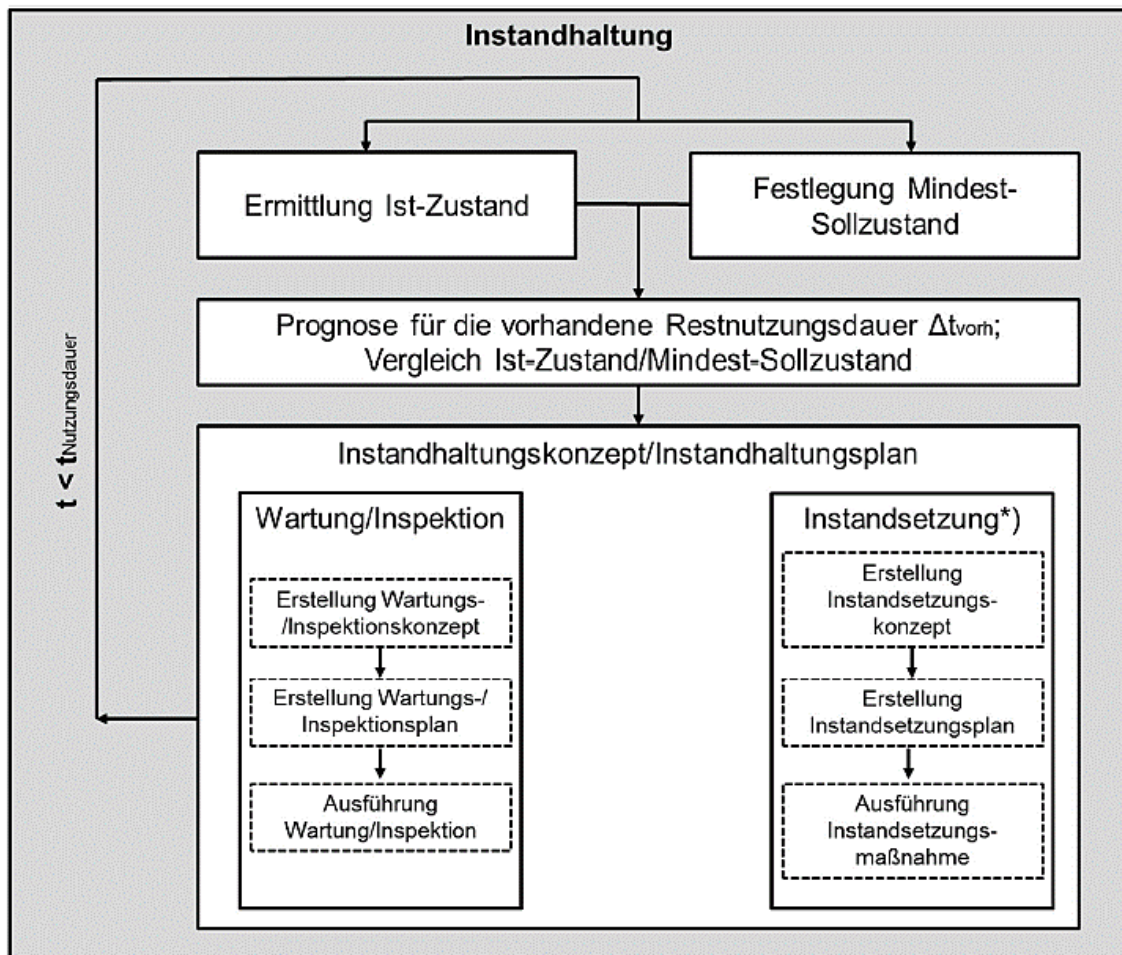 Instandhaltung
Ermittlung Ist-Zustand
Festlegung Mindest-
Sollzustand
Prognose für die vorhandene Restnutzungsdauer Δtvorh;
Vergleich Ist-Zustand/Mindest-Sollzustand
t < tNutzungsdauer
Instandhaltungskonzept/Instandhaltungsplan
Wartung/Inspektion
Erstellung Wartungs-
/Inspektionskonzept
Erstellung Wartungs-/
Inspektionsplan
Ausführung
Wartung/Inspektion
Instandsetzung*)
Erstellung
Instandsetzungs-
konzept
Erstellung
Instandsetzungsplan
Ausführung
Instandsetzungs-
maßnahme